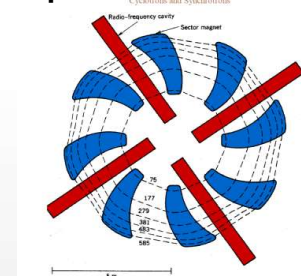 Cyclotrons and Synchrotrons
Radio-frequency cavity
Sector magnet
75
177
279
381
483
585